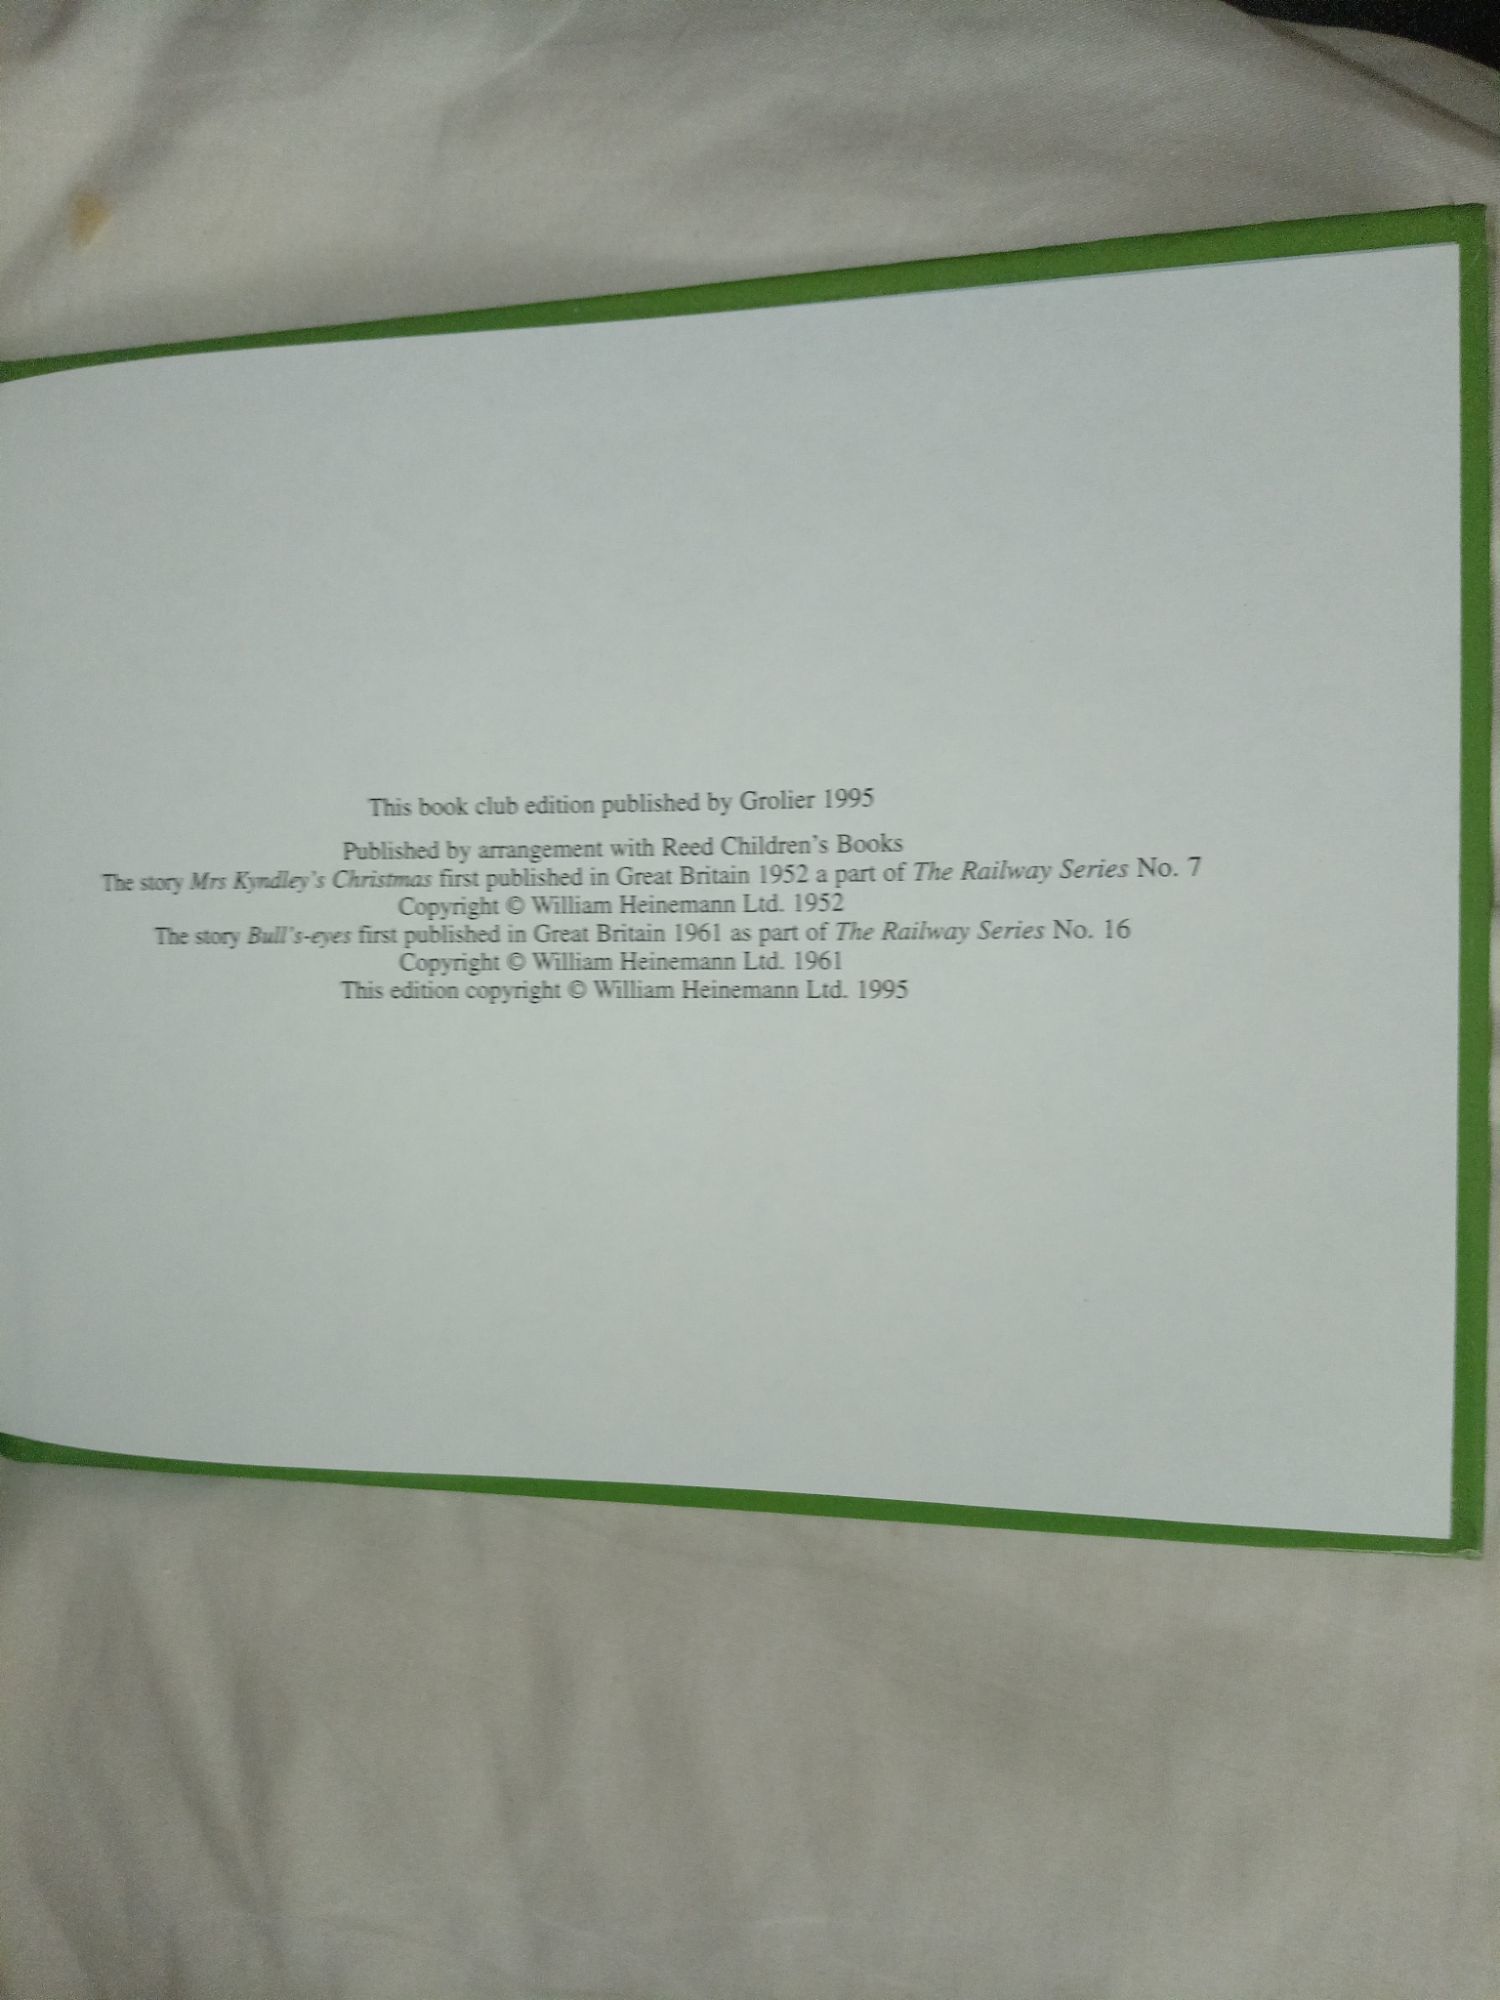 This book club edition published by Grolier 1995
Published by arrangement with Reed Children's Books
The story Mrs Kyndley's Christmas first published in Great Britain 1952 a part of The Railway Series No. 7
Copyright © William Heinemann Ltd. 1952
The story Bull's-eyes first published in Great Britain 1961 as part of The Railway Series No. 16
Copyright © William Heinemann Ltd. 1961
This edition copyright © William Heinemann Ltd. 1995